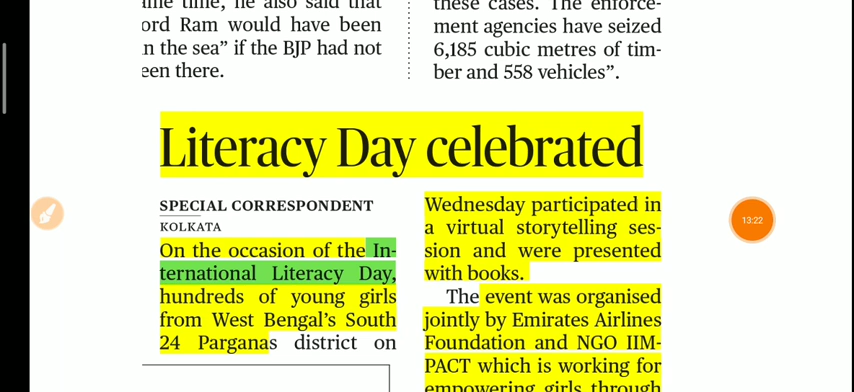 ame time, he also said that
ord Ram would have been
n the sea” if the BJP had not
een there.
these cases. The enforce-
ment agencies have seized
6,185 cubic metres of tim-
ber and 558 vehicles”.
Literacy Day celebrated
SPECIAL CORRESPONDENT
KOLKATA
On the occasion of the In-
ternational Literacy Day,
hundreds of young girls
from West Bengal’s South
24 Parganas district on
Wednesday participated in
a virtual storytelling ses-
sion and were presented
with books.
The event was organised
jointly by Emirates Airlines
Foundation and NGO IIM-
PACT which is working for
empowering girls through
13:22